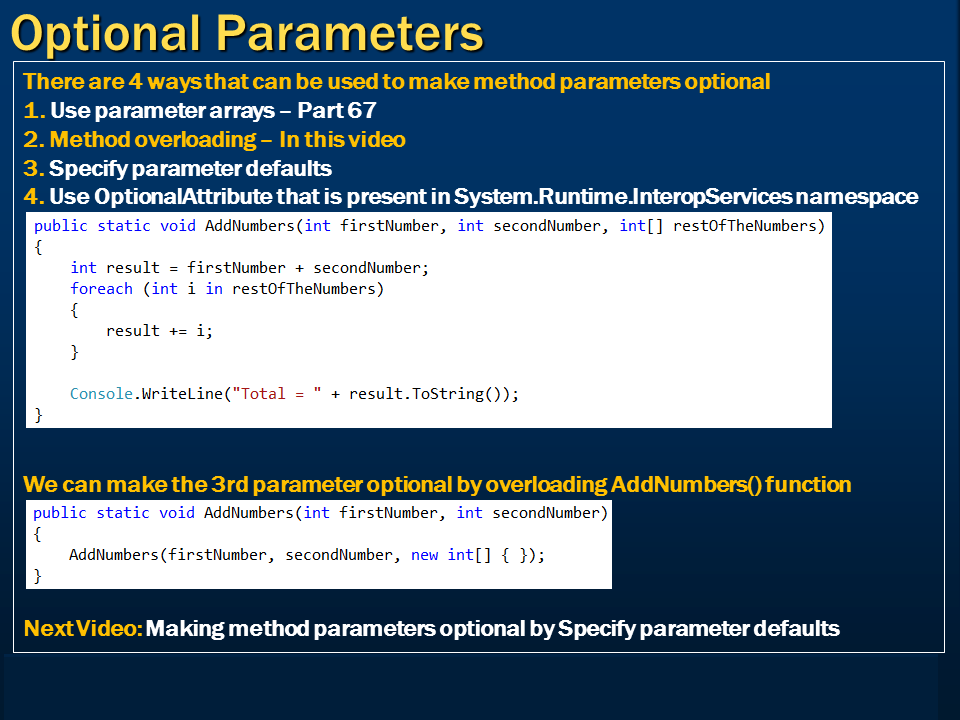 Optional Parameters
There are 4 ways that can be used to make method parameters optional
1. Use parameter arrays – Part 67
2. Method overloading – In this video
3. Specify parameter defaults
4. Use OptionalAttribute that is present in System.Runtime.InteropServices namespace
public static void AddNumbers(int firstNumber, int secondNumber, int[] restOfTheNumbers)
{
    int result = firstNumber + secondNumber;
    foreach (int i in restOfTheNumbers)
    {
        result += i;
    }
    Console.WriteLine("Total = " + result.ToString());
}
We can make the 3rd parameter optional by overloading AddNumbers() function
public static void AddNumbers(int firstNumber, int secondNumber)
{
    AddNumbers(firstNumber, secondNumber, new int[] { });
}
Next Video: Making method parameters optional by Specify parameter defaults